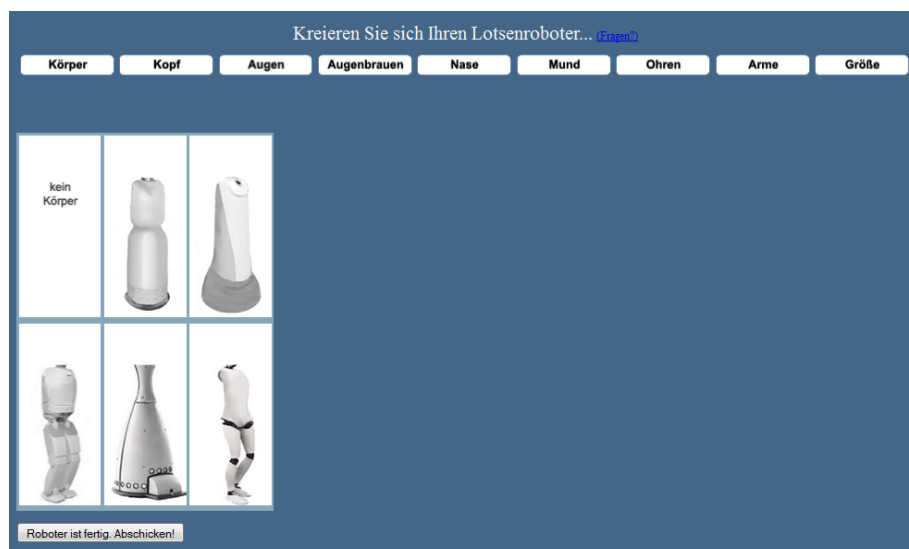 Kreieren Sie sich Ihren Lotsenroboter... (Fragen?)
Körper Kopf Augen Augenbrauen Nase Mund Ohren Arme Größe
kein
Körper
Roboter ist fertig. Abschicken!